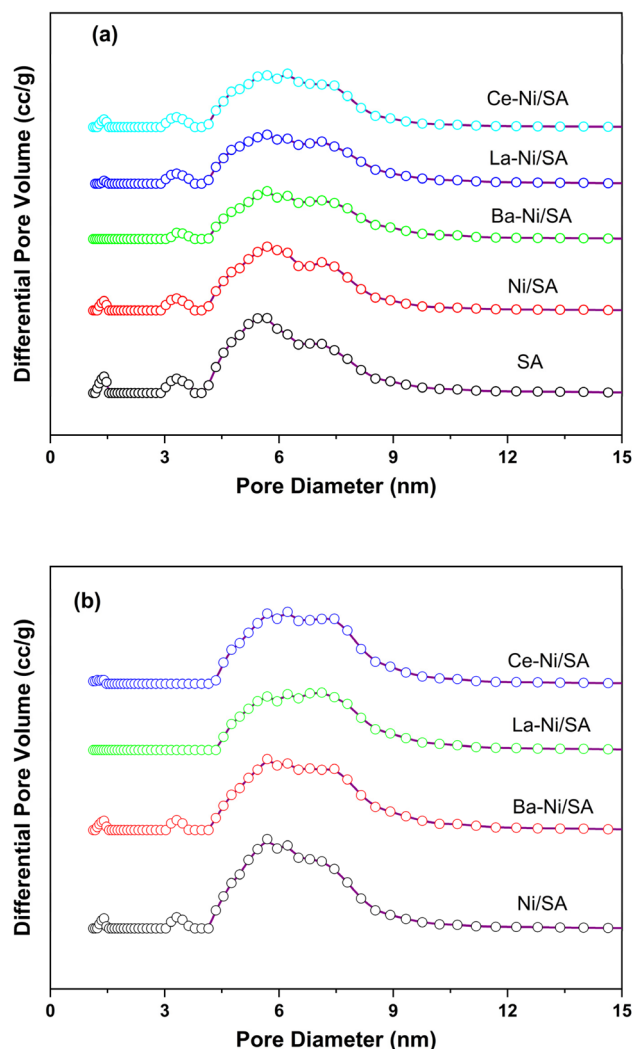 (a)
Ce-Ni/SA
La-Ni/SA
Ba-Ni/SA
Ni/SA
SA
Differential Pore Volume (cc/g)
0 3 6 9 12 15
Pore Diameter (nm)
(b)
Ce-Ni/SA
La-Ni/SA
Ba-Ni/SA
Ni/SA
Differential Pore Volume (cc/g)
0 3 6 9 12 15
Pore Diameter (nm)